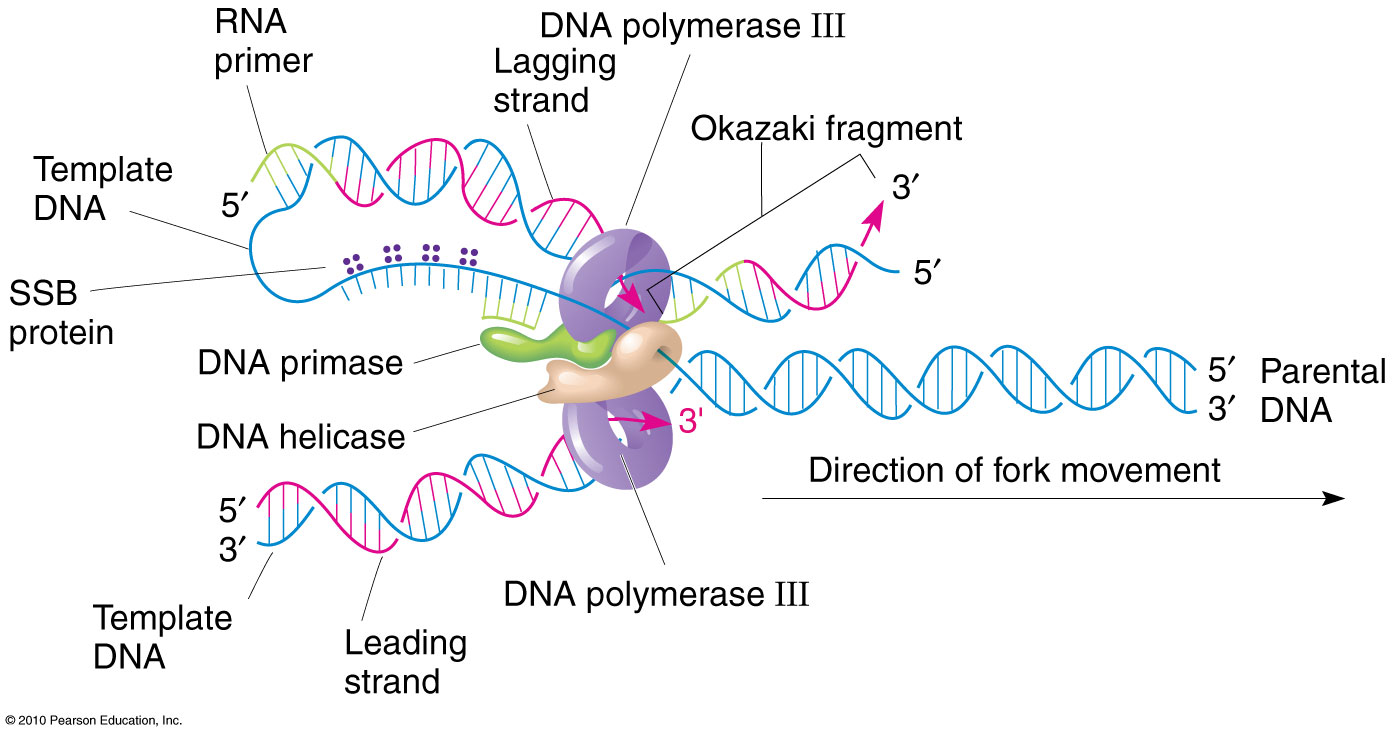 RNA
primer
DNA polymerase III
Lagging
strand
Okazaki fragment
Template
DNA
5′
3′
5′
SSB
protein
DNA primase
5′
3′
Parental
DNA
DNA helicase
3'
Direction of fork movement
5′
3′
DNA polymerase III
Template
DNA
Leading
strand
© 2010 Pearson Education, Inc.